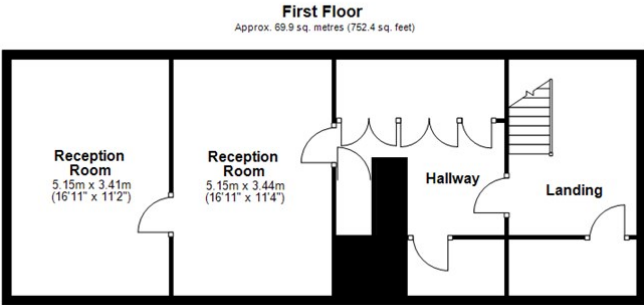 First Floor
Approx. 69.9 sq. metres (752.4 sq. feet)
Reception
Room
5.15m x 3.41m
(16'11" x 11'2")
Reception
Room
5.15m x 3.44m
(16'11" x 11'4")
Hallway
Landing